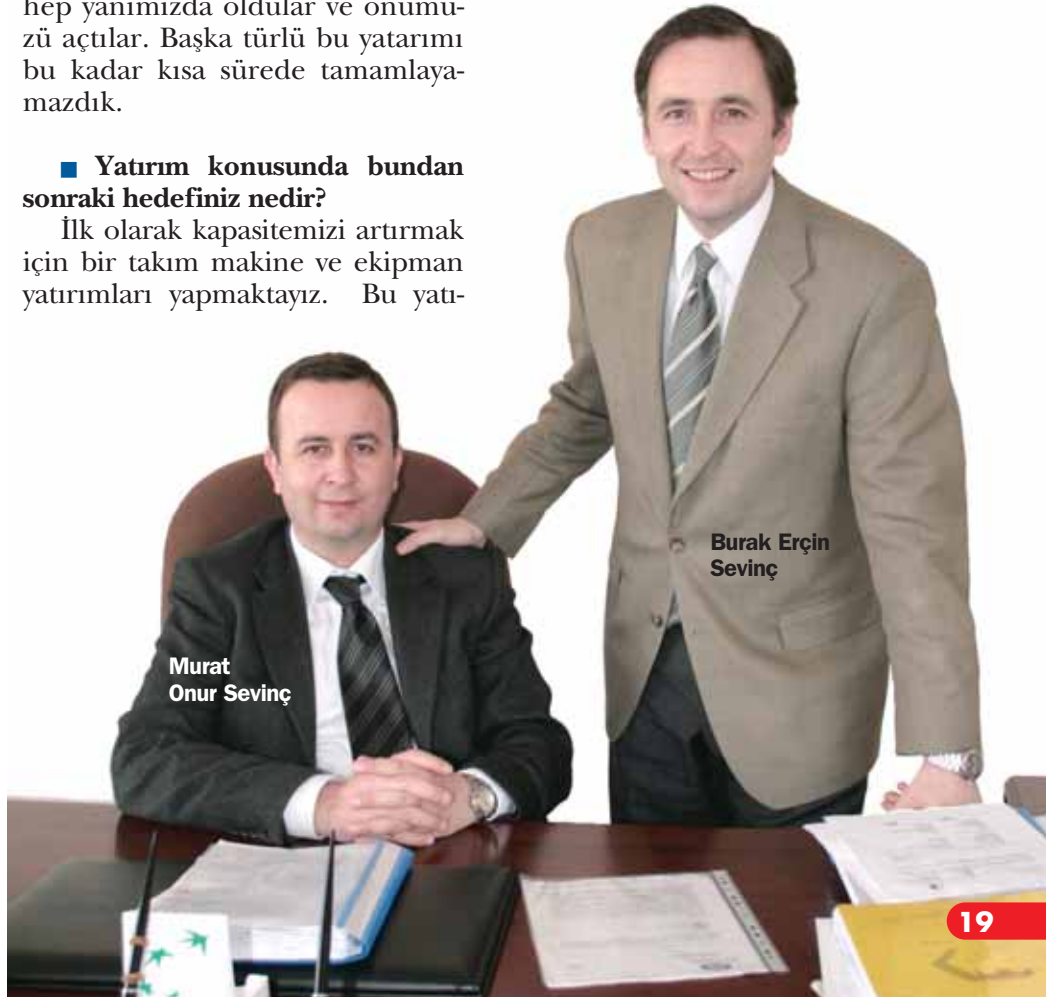 hep yanımızda oldular ve önümü-
zü açtılar. Başka türlü bu yatarımı
bu kadar kısa sürede tamamlaya-
mazdık.
■ Yatırım konusunda bundan
sonraki hedefiniz nedir?
İlk olarak kapasitemizi artırmak
için bir takım makine ve ekipman
yatırımları yapmaktayız. Bu yatı-
Burak Erçin
Sevinç
Murat
Onur Sevinç
19